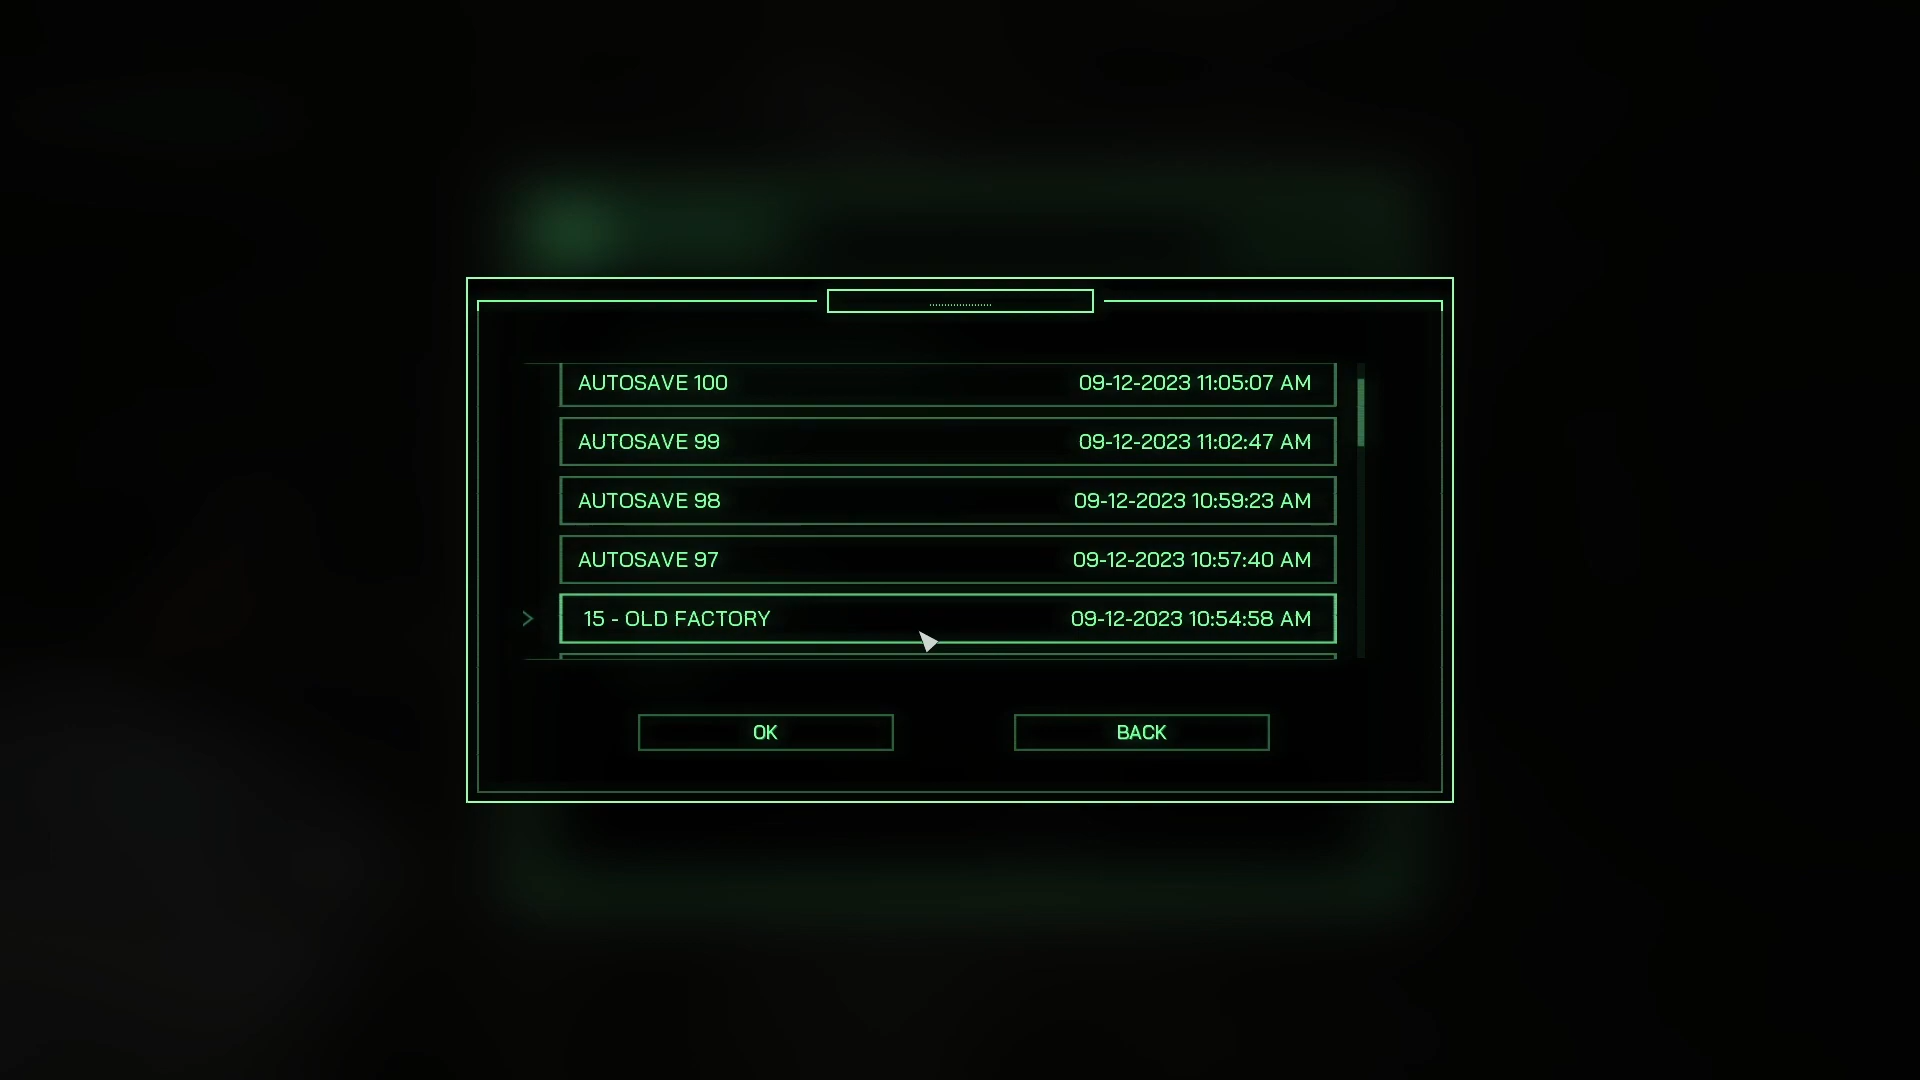 AUTOSAVE 100 09-12-2023 11:05:07 AM
AUTOSAVE 99 09-12-2023 11:02:47 AM
AUTOSAVE 98 09-12-2023 10:59:23 AM
AUTOSAVE 97 09-12-2023 10:57:40 AM
> 15 - OLD FACTORY 09-12-2023 10:54:58 AM
OK BACK